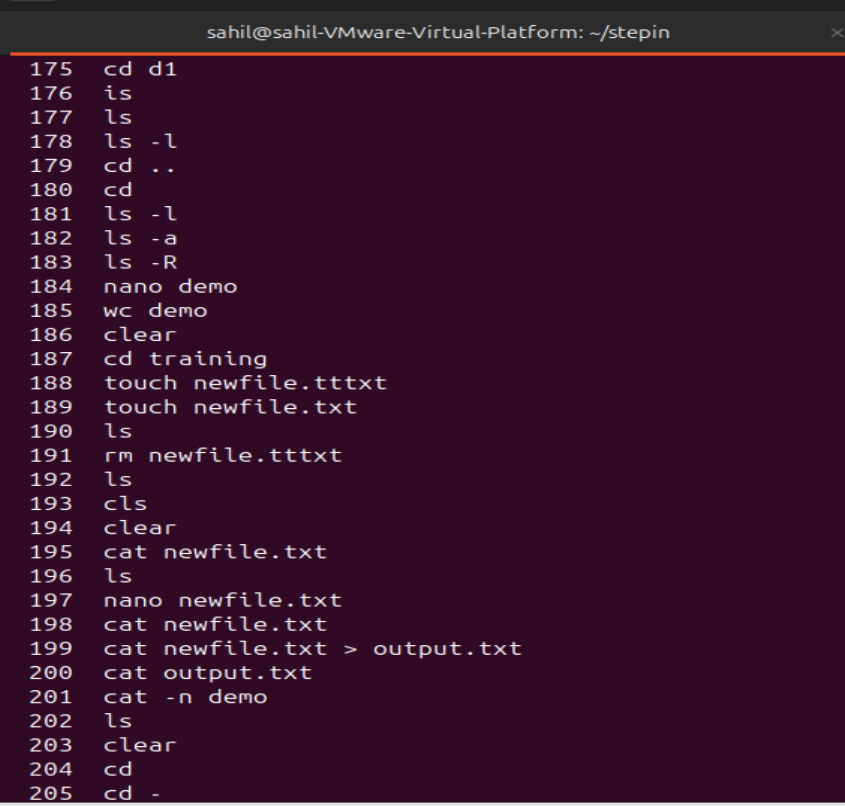 sahil@sahil-VMware-Virtual-Platform: ~/stepin ×
175 cd d1
176 is
177 ls
178 ls -l
179 cd ..
180 cd
181 ls -l
182 ls -a
183 ls -R
184 nano demo
185 wc demo
186 clear
187 cd training
188 touch newfile.tttxt
189 touch newfile.txt
190 ls
191 rm newfile.tttxt
192 ls
193 cls
194 clear
195 cat newfile.txt
196 ls
197 nano newfile.txt
198 cat newfile.txt
199 cat newfile.txt > output.txt
200 cat output.txt
201 cat -n demo
202 ls
203 clear
204 cd
205 cd -